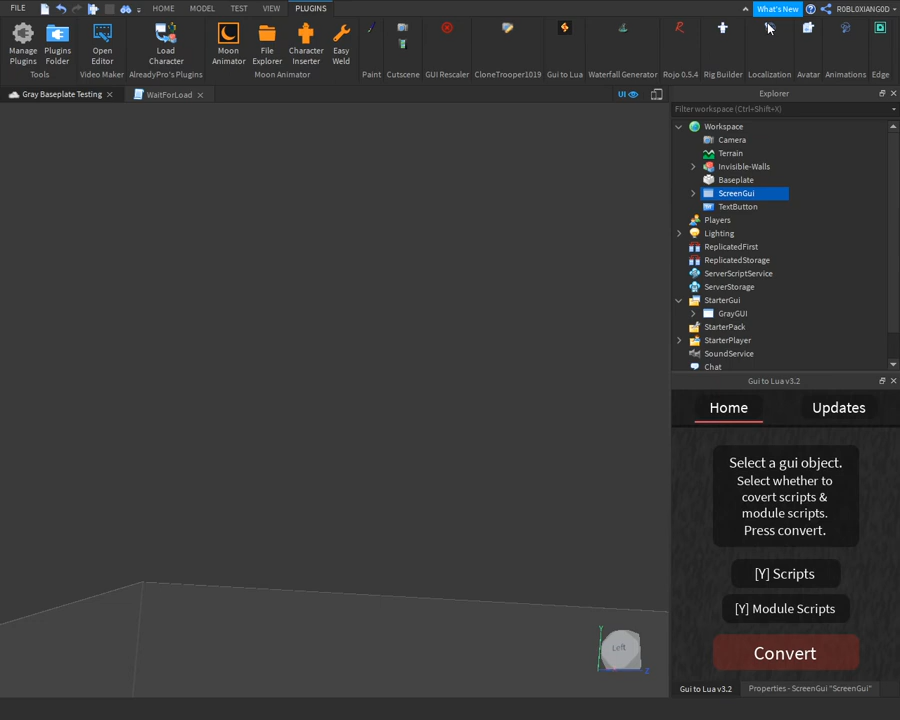 FILE
HOME
MODEL
TEST
VIEW
PLUGINS
What's New
R0BL0XIANG0D
Manage
Plugins
Plugins
Folder
Open
Editor
Load
Character
Moon
Animator
File
Explorer
Character
Inserter
Easy
Weld
Tools
Video Maker
AlreadyPro's Plugins
Moon Animator
Paint
Cutscene
GUI Rescaler
CloneTrooper1019
Gui to Lua
Waterfall Generator
Rojo 0.5.4
Rig Builder
Localization
Avatar
Animations
Edge
Gray Baseplate Testing
WaitForLoad
UI
Explorer
Filter workspace (Ctrl+Shift+X)
Workspace
Camera
Terrain
Invisible-Walls
Baseplate
ScreenGui
TextButton
Players
Lighting
ReplicatedFirst
ReplicatedStorage
ServerScriptService
ServerStorage
StarterGui
GrayGUI
StarterPack
StarterPlayer
SoundService
Chat
Gui to Lua v3.2
Home
Updates
Select a gui object.
Select whether to
covert scripts &
module scripts.
Press convert.
[Y] Scripts
[Y] Module Scripts
Convert
Gui to Lua v3.2
Properties - ScreenGui "ScreenGui"
Y
Left
Z